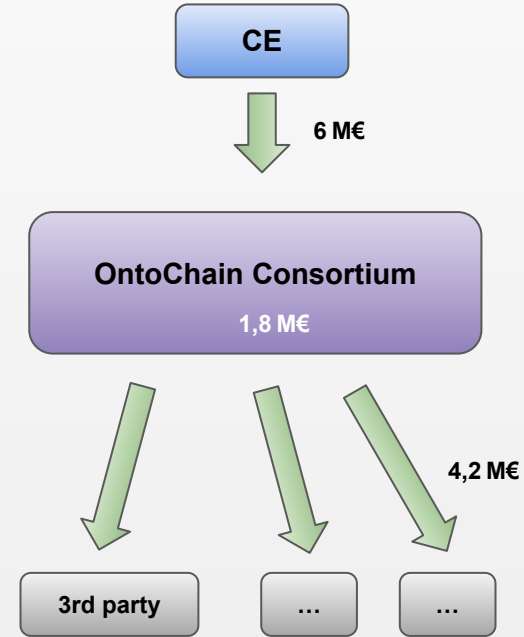 CE
6 M€
OntoChain Consortium
1,8 M€
4,2 M€
3rd party
...
...